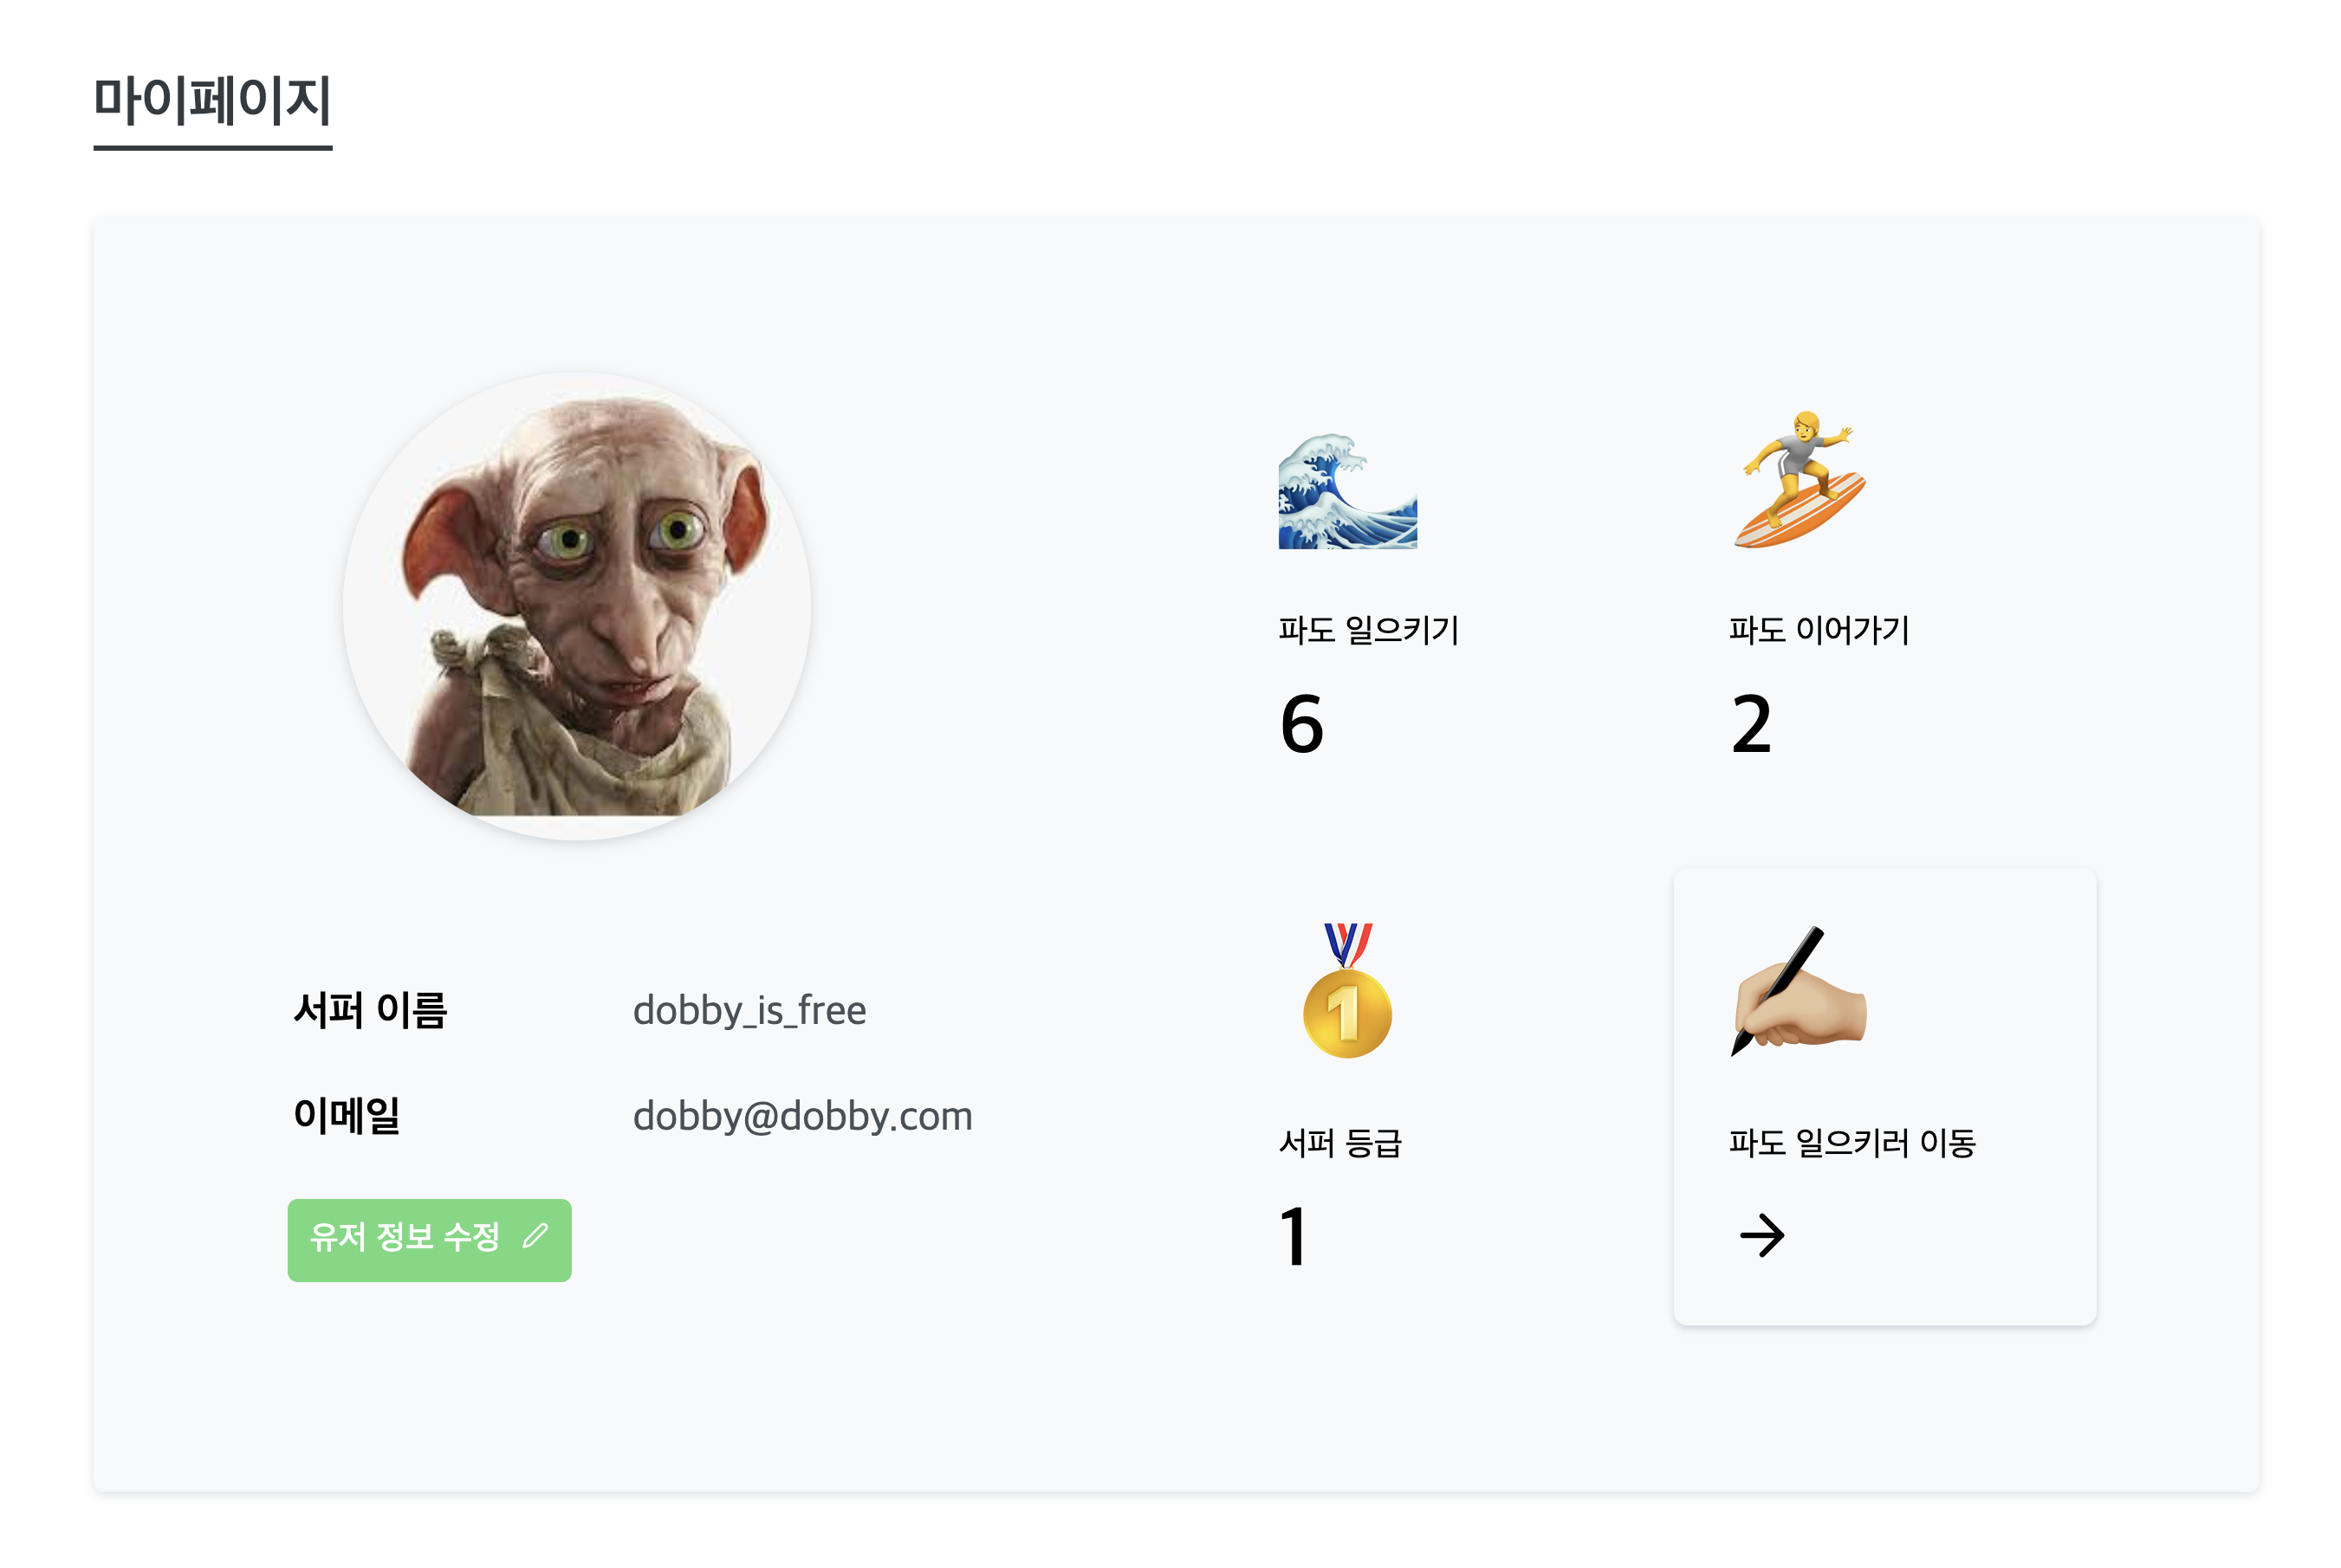 마이페이지
서퍼 이름 dobby_is_free
이메일 dobby@dobby.com
유저 정보 수정
파도 일으키기
6
파도 이어가기
2
1
서퍼 등급
1
파도 일으키러 이동